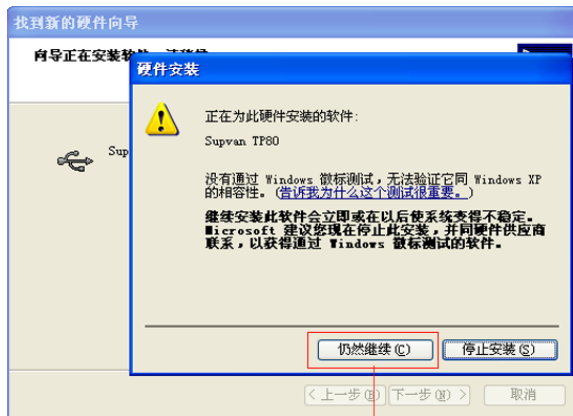 找到新的硬件向导
向导正在安装软件，请稍候
硬件安装
正在为此硬件安装的软件:
Supvan TP80
Sup
没有通过 Windows 徽标测试，无法验证它同 Windows XP
的相容性。(告诉我为什么这个测试很重要。)
继续安装此软件会立即或在以后使系统变得不稳定。
Microsoft 建议您现在停止此安装，并同硬件供应商
联系，以获得通过 Windows 徽标测试的软件。
仍然继续(C)
停止安装(S)
< 上一步(B)
下一步(N) >
取消